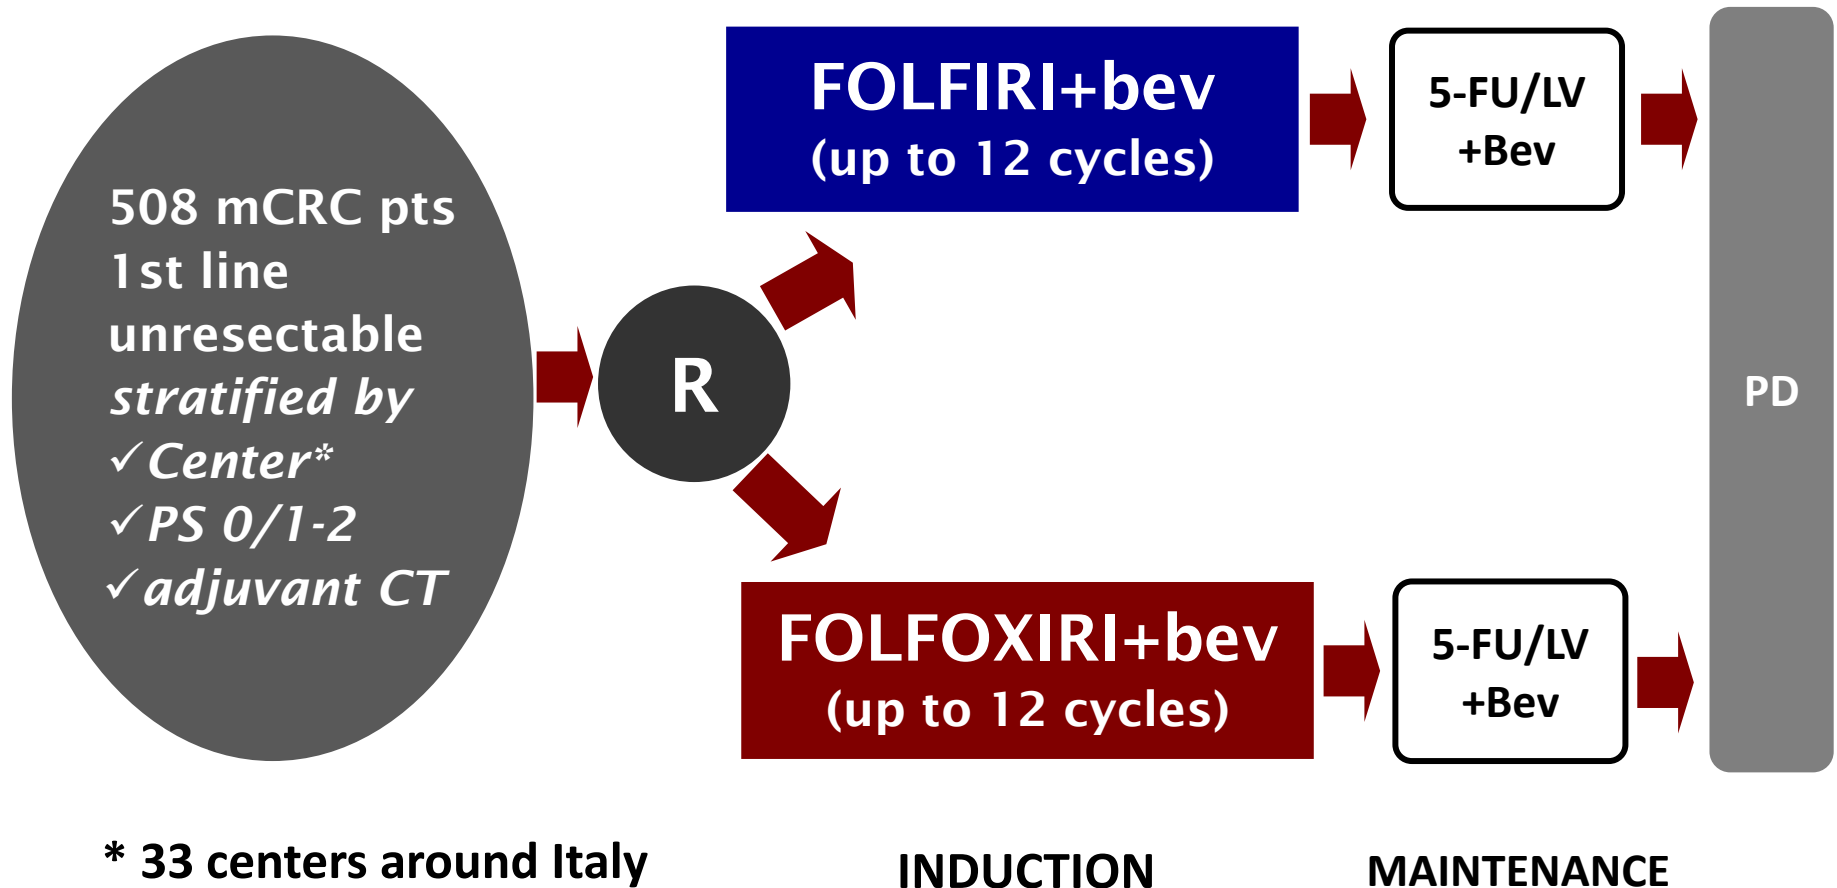 508 mCRC pts
1st line
unresectable
stratified by
✓Center*
✓PS 0/1-2
✓adjuvant CT
R
FOLFIRI+bev
(up to 12 cycles)
5-FU/LV
+Bev
FOLFOXIRI+bev
(up to 12 cycles)
5-FU/LV
+Bev
PD
* 33 centers around Italy
INDUCTION
MAINTENANCE